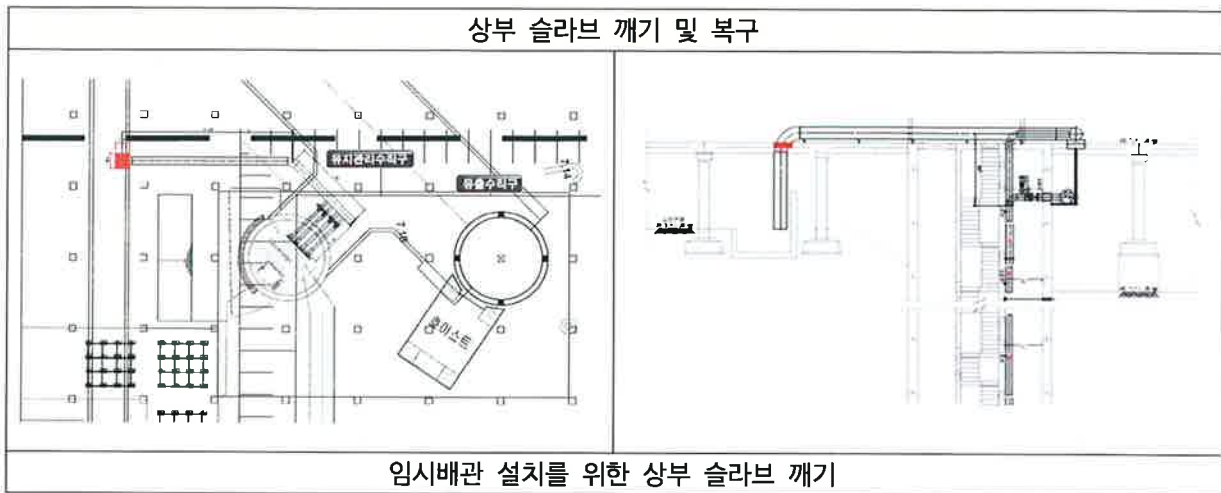 상부 슬라브 깨기 및 복구
유지관리수직구
유출수직구
호이스트
임시배관 설치를 위한 상부 슬라브 깨기